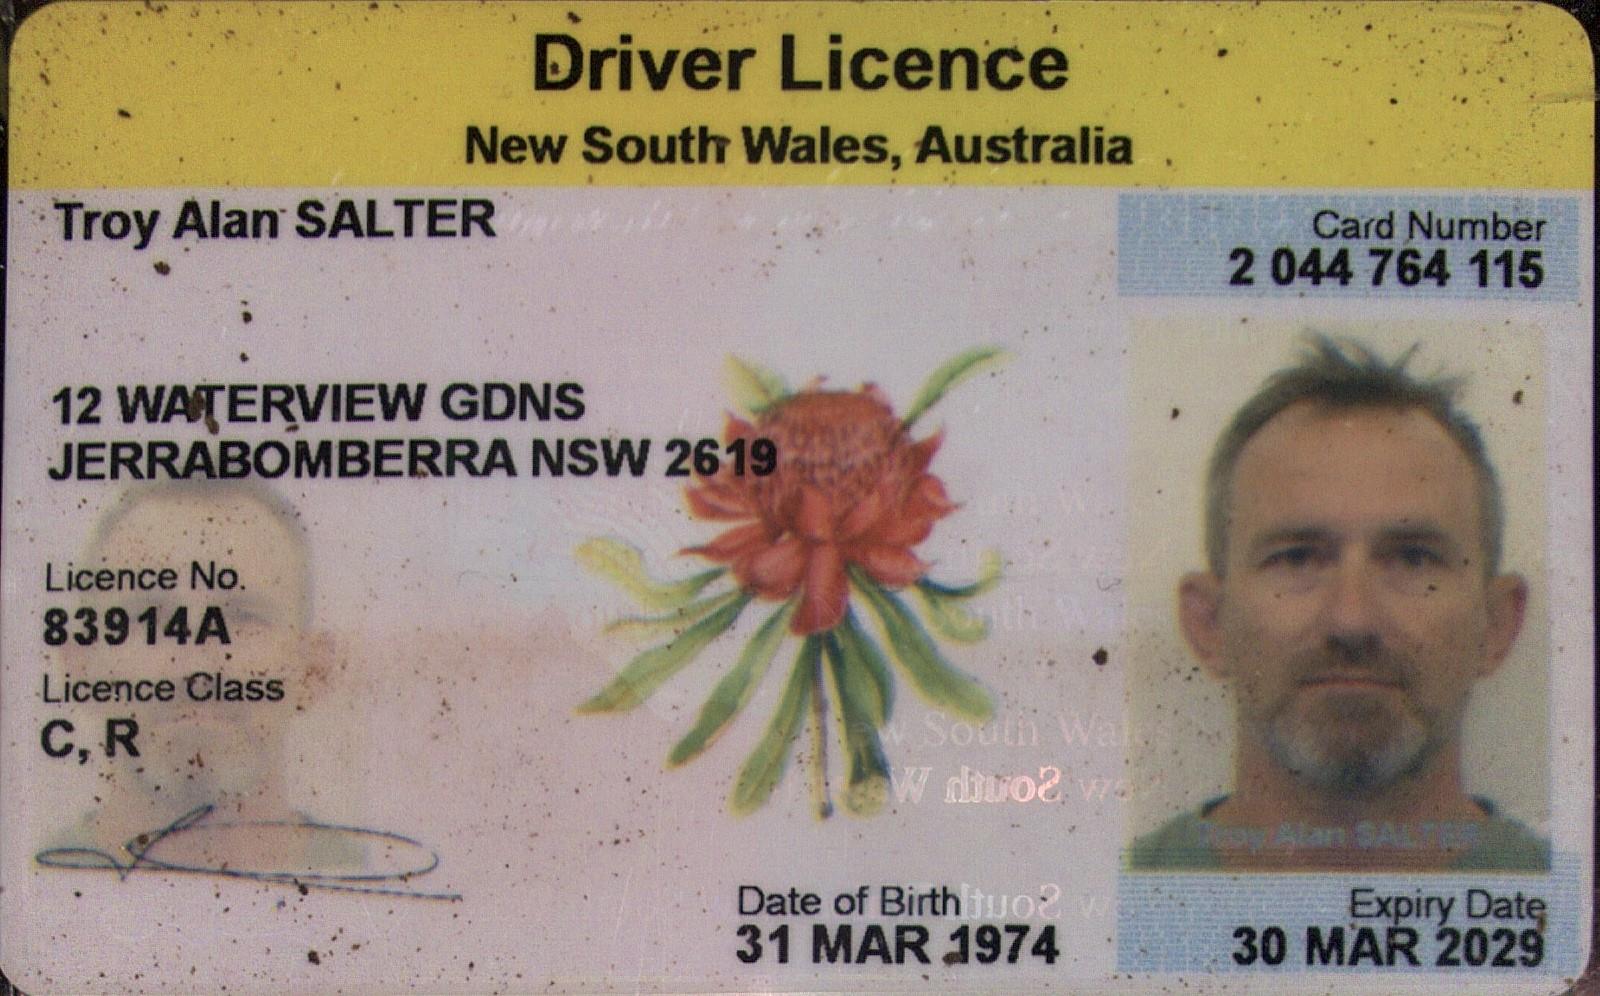 Driver Licence
New South Wales, Australia
Troy Alan SALTER
Card Number
2 044 764 115
12 WATERVIEW GDNS
JERRABOMBERRA NSW 2619
Licence No.
83914A
Licence Class
C, R
New South Wales
New South W
Troy Alan SALTER
Date of Birth
31 MAR 1974
South
Expiry Date
30 MAR 2029